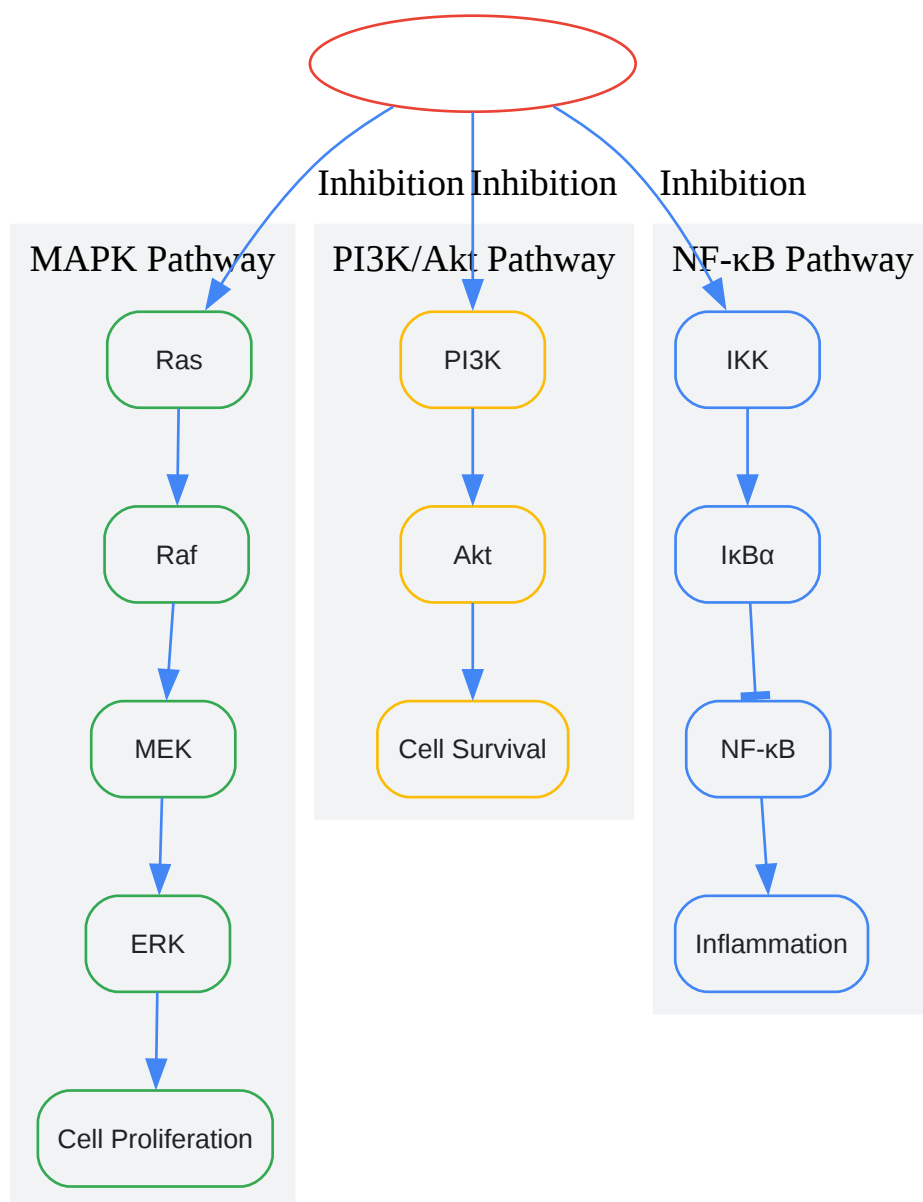 Inhibition
Inhibition
Inhibition
MAPK Pathway
PI3K/Akt Pathway
NF-κB Pathway
Ras
PI3K
IKK
Raf
Akt
IκBα
MEK
Cell Survival
NF-κB
ERK
Inflammation
Cell Proliferation